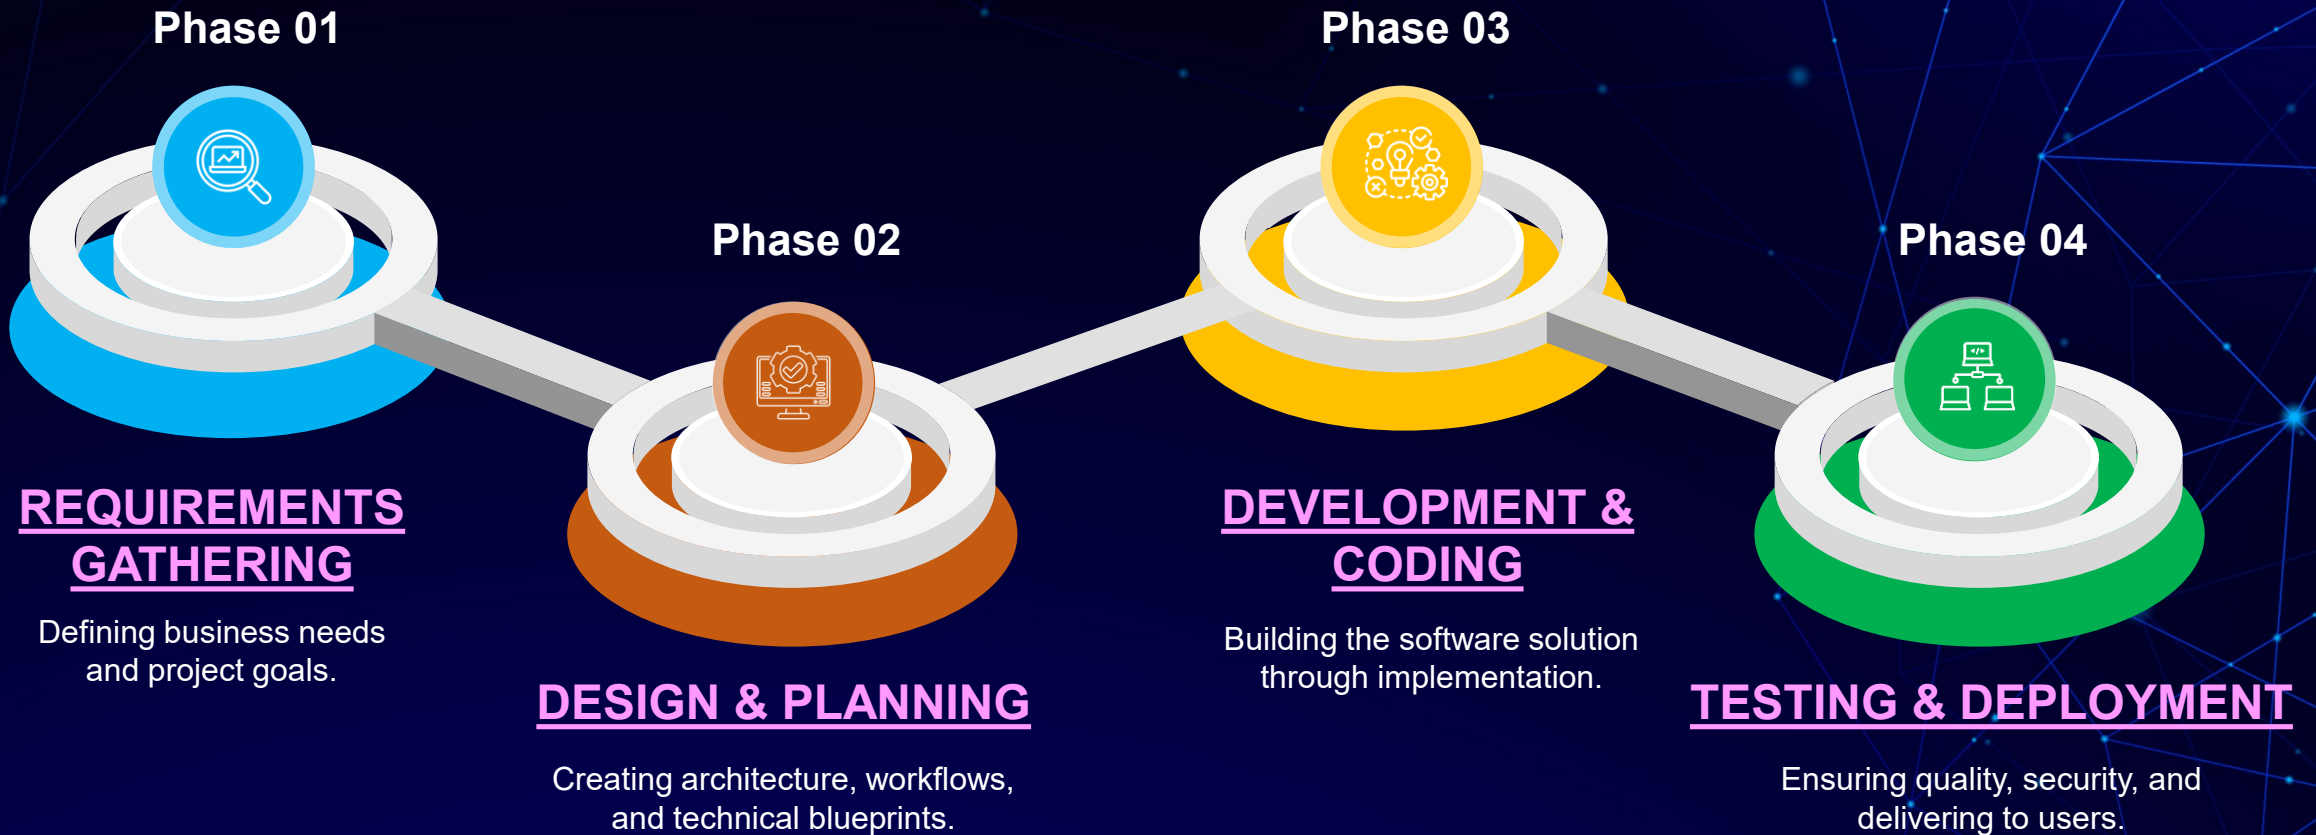 Phase 01
REQUIREMENTS
GATHERING
Defining business needs
and project goals.
Phase 02
DESIGN & PLANNING
Creating architecture, workflows,
and technical blueprints.
Phase 03
DEVELOPMENT &
CODING
Building the software solution
through implementation.
Phase 04
</>
TESTING & DEPLOYMENT
Ensuring quality, security, and
delivering to users.